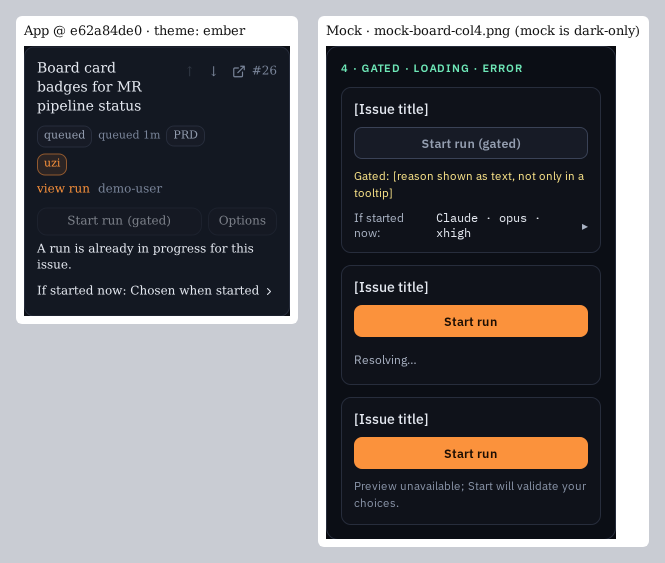 App @ e62a84de0 · theme: ember
Board card
badges for MR
pipeline status
↑ ↓ #26
queued queued 1m PRD
uzi
view run demo-user
Start run (gated) Options
A run is already in progress for this
issue.
If started now: Chosen when started ›
Mock · mock-board-col4.png (mock is dark-only)
4 · GATED · LOADING · ERROR
[Issue title]
Start run (gated)
Gated: [reason shown as text, not only in a
tooltip]
If started now: Claude · opus · xhigh ▸
[Issue title]
Start run
Resolving…
[Issue title]
Start run
Preview unavailable; Start will validate your
choices.